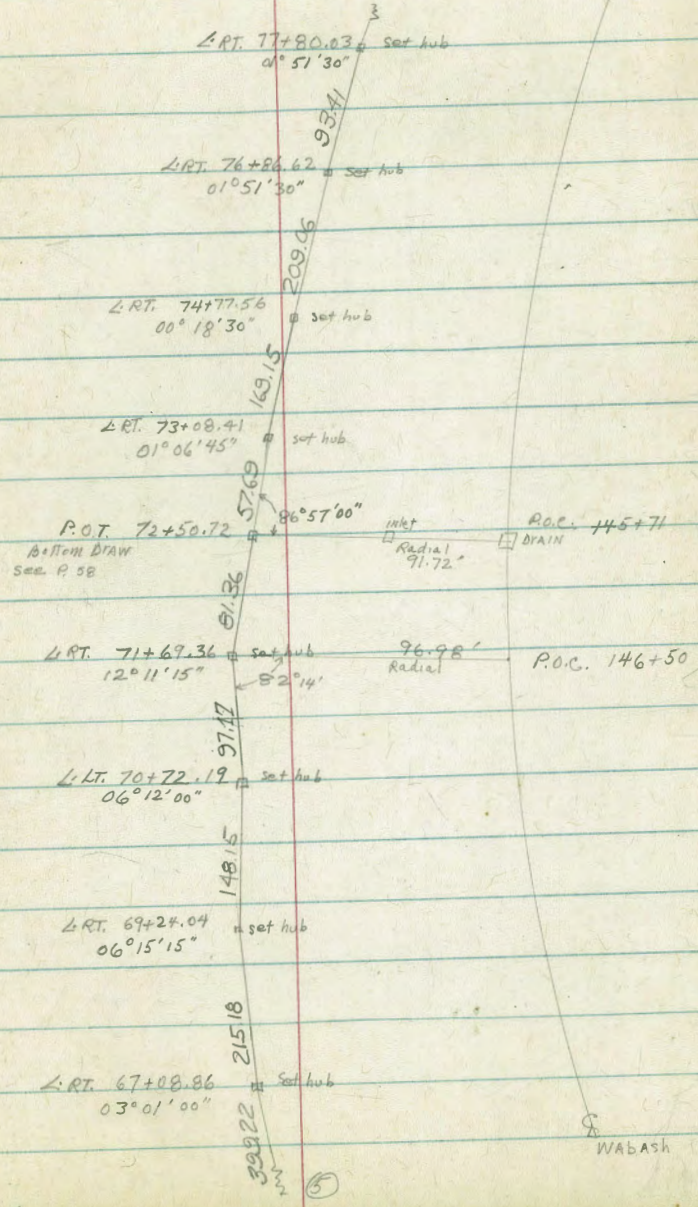 ∠ RT. 77+80.03 set hub
01° 51' 30"
93.41
∠ RT. 76+86.62 set hub
01° 51' 30"
209.06
∠ RT. 74+77.56 set hub
00° 18' 30"
169.15
∠ RT. 73+08.41 set hub
01° 06' 45"
57.69
86° 57' 00"
P.O.T. 72+50.72 inlet P.O.C. 145+71
Bottom DRAW Radial DRAIN
See P. 58 91.72'
81.36
∠ RT. 71+69.36 set hub 96.98' P.O.C. 146+50
12° 11' 15" 82° 14' Radial
97.17
∠ LT. 70+72.19 set hub
06° 12' 00"
148.15
∠ RT. 69+24.04 set hub
06° 15' 15"
215.18
∠ RT. 67+08.86 Set hub
03° 01' 00"
399.22
℄
WAbASh
5